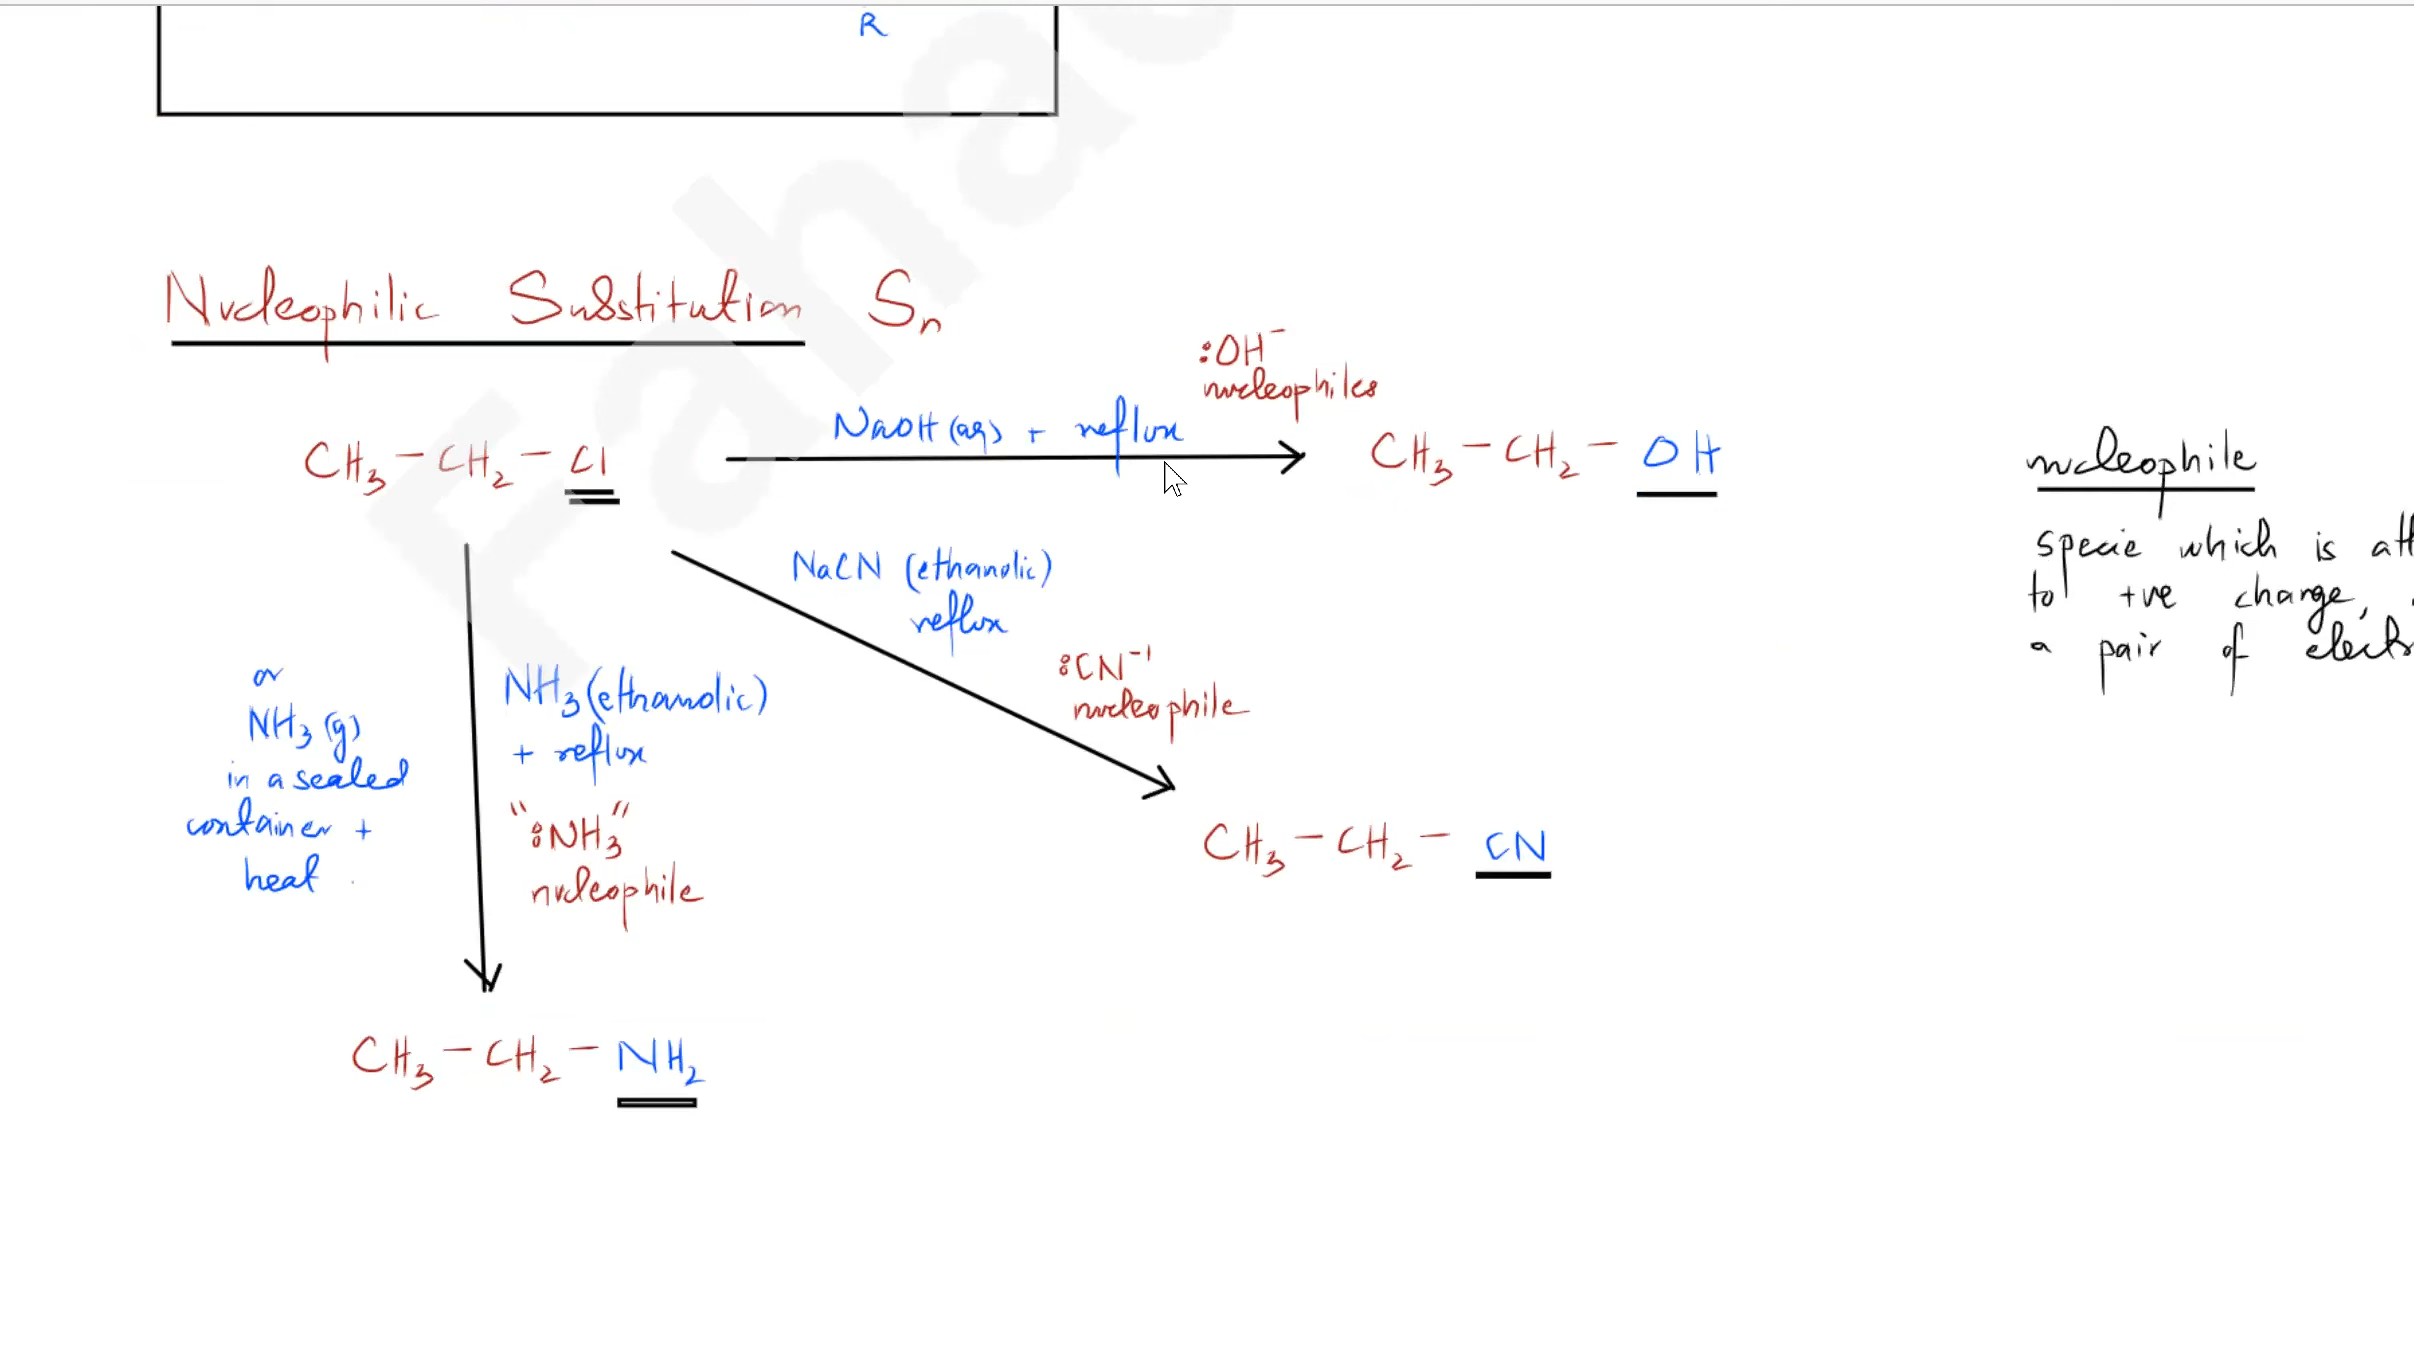 R
Nucleophilic Substitution Sn
:OH⁻
nucleophiles
NaOH (aq) + reflux
CH₃ − CH₂ − Cl
CH₃ − CH₂ − OH
nucleophile
specie which is att
to +ve charge,
a pair of electr
NaCN (ethanolic)
reflux
:CN⁻¹
nucleophile
or
NH₃ (g)
in a sealed
container +
heat
NH₃ (ethanolic)
+ reflux
":NH₃"
nucleophile
CH₃ − CH₂ − CN
CH₃ − CH₂ − NH₂
Faha